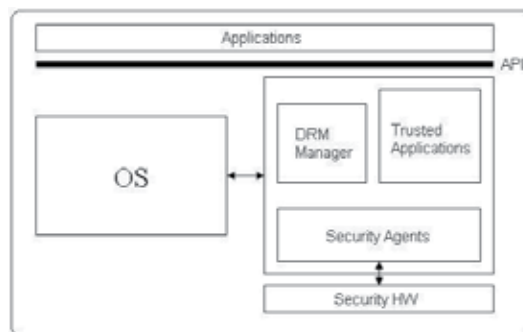 Applications
API
OS
DRM
Manager
Trusted
Applications
Security Agents
Security HW